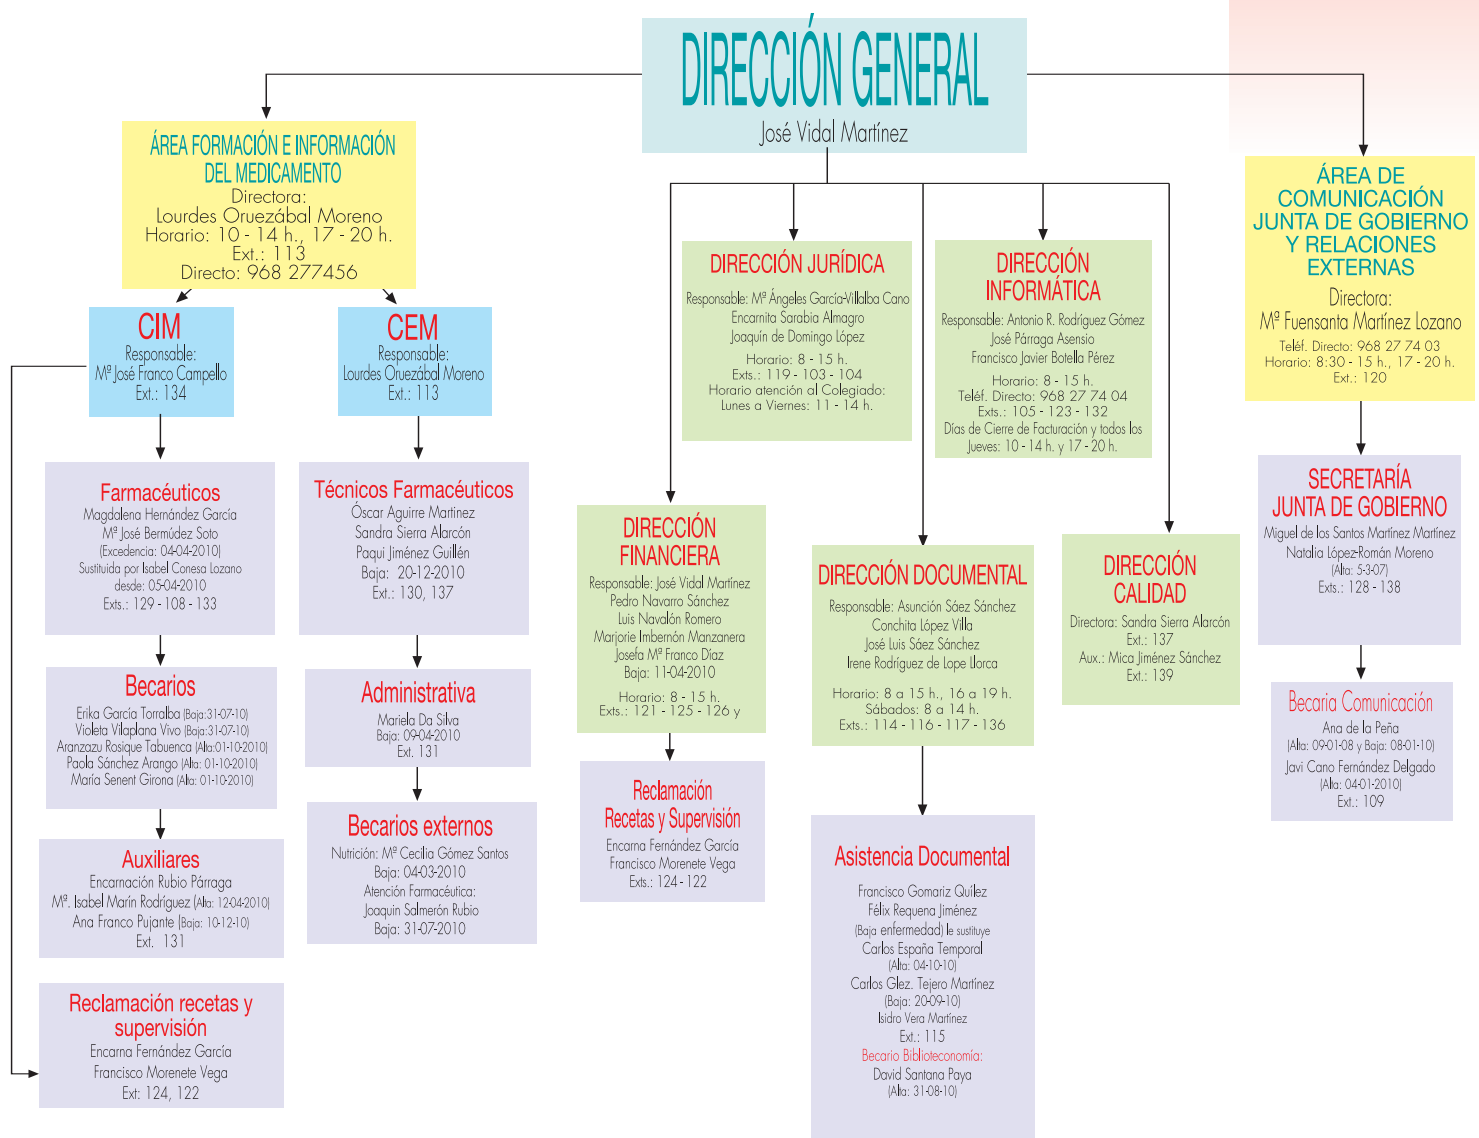 DIRECCIÓN GENERAL
José Vidal Martínez
ÁREA FORMACIÓN E INFORMACIÓN
DEL MEDICAMENTO
Directora:
Lourdes Oruezábal Moreno
Horario: 10 - 14 h., 17 - 20 h.
Ext.: 113
Directo: 968 277456
CIM
Responsable:
Mª José Franco Campello
Ext.: 134
CEM
Responsable:
Lourdes Oruezábal Moreno
Ext.: 113
Farmacéuticos
Magdalena Hernández García
Mª José Bermúdez Soto
(Excedencia: 04-04-2010)
Sustituida por Isabel Conesa Lozano
desde: 05-04-2010
Exts.: 129 - 108 - 133
Técnicos Farmacéuticos
Óscar Aguirre Martinez
Sandra Sierra Alarcón
Paqui Jiménez Guillén
Baja: 20-12-2010
Ext.: 130, 137
Becarios
Erika García Torralba (Baja:31-07-10)
Violeta Vilaplana Vivo (Baja:31-07-10)
Aranzazu Rosique Tabuenca (Alta:01-10-2010)
Paola Sánchez Arango (Alta: 01-10-2010)
María Senent Girona (Alta: 01-10-2010)
Administrativa
Mariela Da Silva
Baja: 09-04-2010
Ext. 131
Auxiliares
Encarnación Rubio Párraga
Mª. Isabel Marín Rodríguez (Alta: 12-04-2010)
Ana Franco Pujante (Baja: 10-12-10)
Ext. 131
Becarios externos
Nutrición: Mª Cecilia Gómez Santos
Baja: 04-03-2010
Atención Farmacéutica:
Joaquin Salmerón Rubio
Baja: 31-07-2010
Reclamación recetas y
supervisión
Encarna Fernández García
Francisco Morenete Vega
Ext: 124, 122
DIRECCIÓN JURÍDICA
Responsable: Mª Ángeles García-Villalba Cano
Encarnita Sarabia Almagro
Joaquín de Domingo López
Horario: 8 - 15 h.
Exts.: 119 - 103 - 104
Horario atención al Colegiado:
Lunes a Viernes: 11 - 14 h.
DIRECCIÓN
INFORMÁTICA
Responsable: Antonio R. Rodríguez Gómez
José Párraga Asensio
Francisco Javier Botella Pérez
Horario: 8 - 15 h.
Teléf. Directo: 968 27 74 04
Exts.: 105 - 123 - 132
Días de Cierre de Facturación y todos los
Jueves: 10 - 14 h. y 17 - 20 h.
DIRECCIÓN
FINANCIERA
Responsable: José Vidal Martínez
Pedro Navarro Sánchez
Luis Navalón Romero
Marjorie Imbernón Manzanera
Josefa Mª Franco Díaz
Baja: 11-04-2010
Horario: 8 - 15 h.
Exts.: 121 - 125 - 126 y
Reclamación
Recetas y Supervisión
Encarna Fernández García
Francisco Morenete Vega
Exts.: 124 - 122
DIRECCIÓN DOCUMENTAL
Responsable: Asunción Sáez Sánchez
Conchita López Villa
José Luis Sáez Sánchez
Irene Rodríguez de Lope Llorca
Horario: 8 a 15 h., 16 a 19 h.
Sábados: 8 a 14 h.
Exts.: 114 - 116 - 117 - 136
Asistencia Documental
Francisco Gomariz Quílez
Félix Requena Jiménez
(Baja enfermedad) le sustituye
Carlos España Temporal
(Alta: 04-10-10)
Carlos Glez. Tejero Martínez
(Baja: 20-09-10)
Isidro Vera Martínez
Ext.: 115
Becario Biblioteconomía:
David Santana Paya
(Alta: 31-08-10)
DIRECCIÓN
CALIDAD
Directora: Sandra Sierra Alarcón
Ext.: 137
Aux.: Mica Jiménez Sánchez
Ext.: 139
ÁREA DE
COMUNICACIÓN
JUNTA DE GOBIERNO
Y RELACIONES
EXTERNAS
Directora:
Mª Fuensanta Martínez Lozano
Teléf. Directo: 968 27 74 03
Horario: 8:30 - 15 h., 17 - 20 h.
Ext.: 120
SECRETARÍA
JUNTA DE GOBIERNO
Miguel de los Santos Martínez Martínez
Natalia López-Román Moreno
(Alta: 5-3-07)
Exts.: 128 - 138
Becaria Comunicación
Ana de la Peña
(Alta: 09-01-08 y Baja: 08-01-10)
Javi Cano Fernández Delgado
(Alta: 04-01-2010)
Ext.: 109